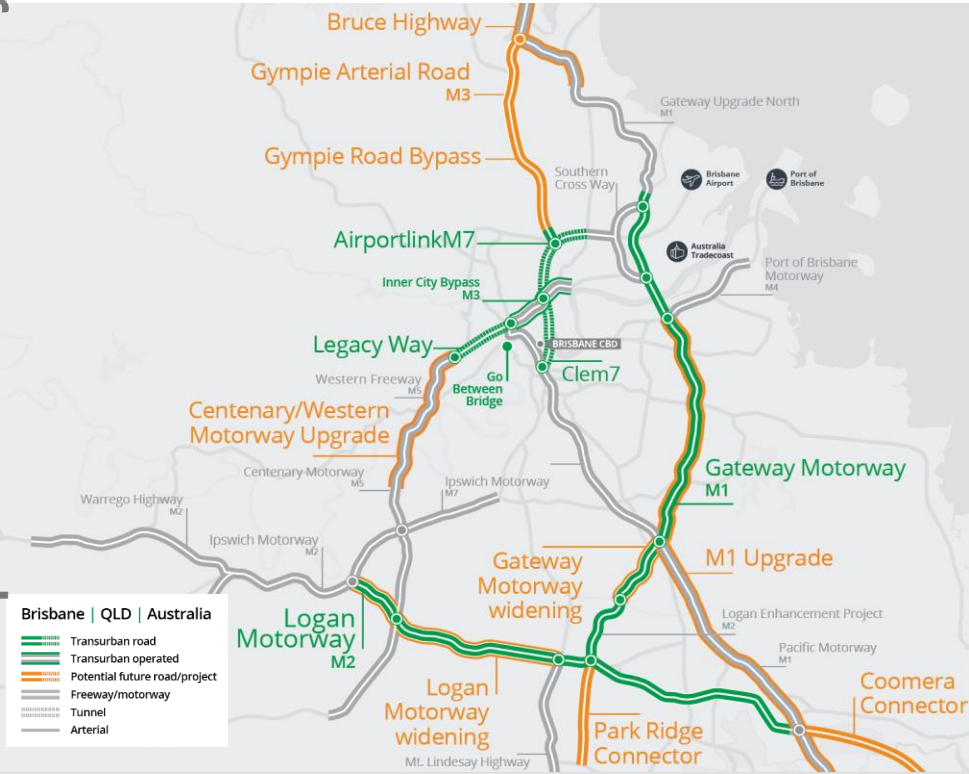 Bruce Highway
Gympie Arterial Road
M3
Gateway Upgrade North
M1
Gympie Road Bypass
Southern
Cross Way
Brisbane
Airport
Port of
Brisbane
AirportlinkM7
Australia
Tradecoast
Port of Brisbane
Motorway
M4
Inner City Bypass
M3
Legacy Way
BRISBANE CBD
Western Freeway
M5
Go
Between
Bridge
Clem7
Centenary/Western
Motorway Upgrade
Centenary Motorway
M5
Gateway Motorway
M1
Ipswich Motorway
M7
Warrego Highway
M2
Ipswich Motorway
M2
Gateway
Motorway
widening
M1 Upgrade
Logan
Motorway
M2
Logan Enhancement Project
M2
Pacific Motorway
M1
Coomera
Connector
Logan
Motorway
widening
Park Ridge
Connector
Mt. Lindesay Highway
Brisbane | QLD | Australia
Transurban road
Transurban operated
Potential future road/project
Freeway/motorway
Tunnel
Arterial